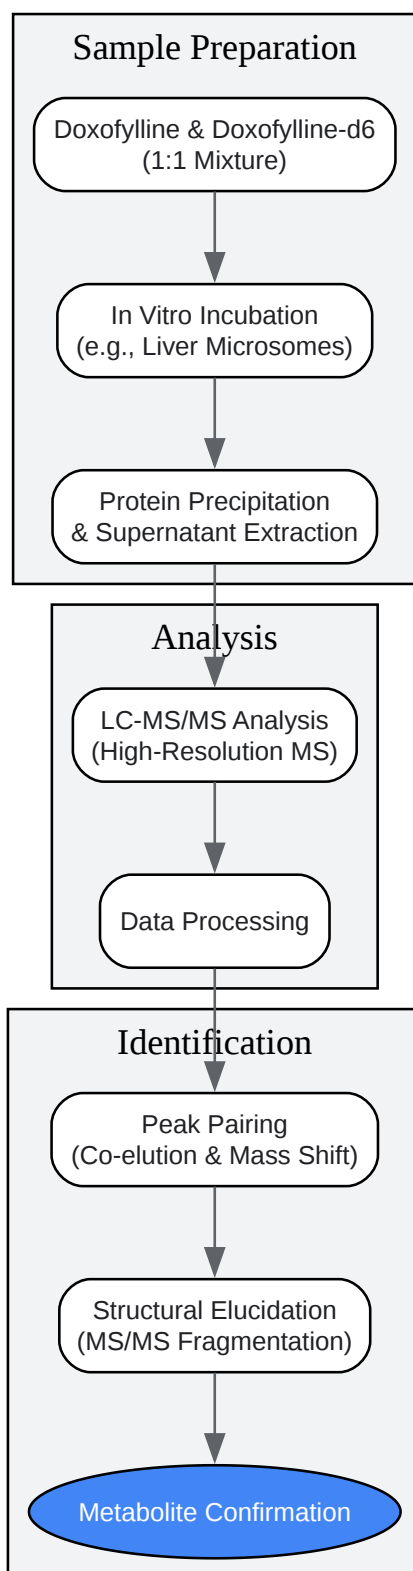 Sample Preparation
Doxofylline & Doxofylline-d6
(1:1 Mixture)
In Vitro Incubation
(e.g., Liver Microsomes)
Protein Precipitation
& Supernatant Extraction
Analysis
LC-MS/MS Analysis
(High-Resolution MS)
Data Processing
Identification
Peak Pairing
(Co-elution & Mass Shift)
Structural Elucidation
(MS/MS Fragmentation)
Metabolite Confirmation